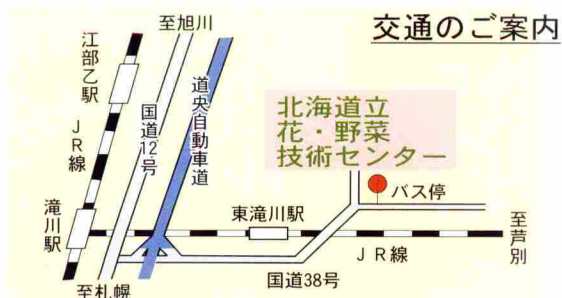 交通のご案内
至旭川
江部乙駅
JR線
国道12号
道央自動車道
北海道立
花・野菜
技術センター
バス停
滝川駅
東滝川駅
至芦別
JR線
国道38号
至札幌